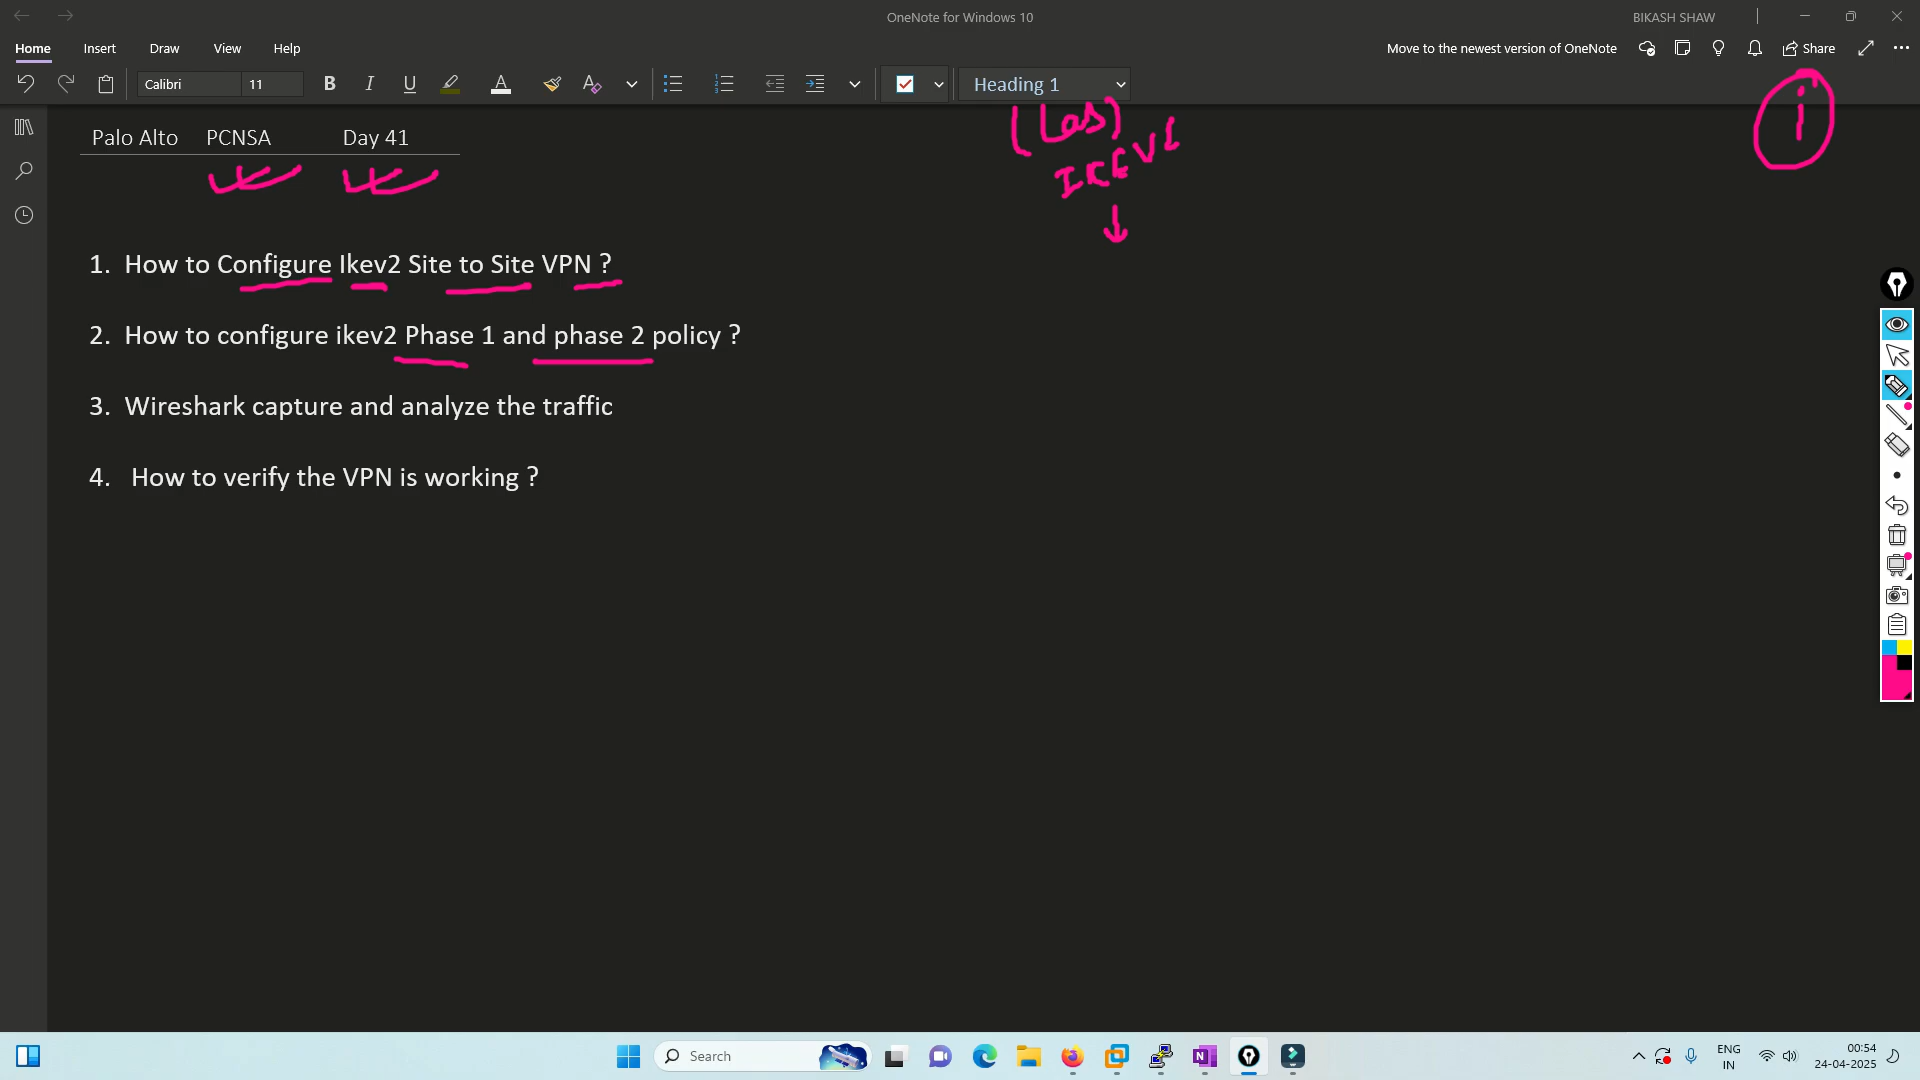 OneNote for Windows 10
BIKASH SHAW
Home Insert Draw View Help
Move to the newest version of OneNote Share
Calibri 11 B I U A A Heading 1
Palo Alto PCNSA Day 41
IKEV1
i
1. How to Configure Ikev2 Site to Site VPN ?
2. How to configure ikev2 Phase 1 and phase 2 policy ?
3. Wireshark capture and analyze the traffic
4. How to verify the VPN is working ?
Search
ENG
IN
00:54
24-04-2025